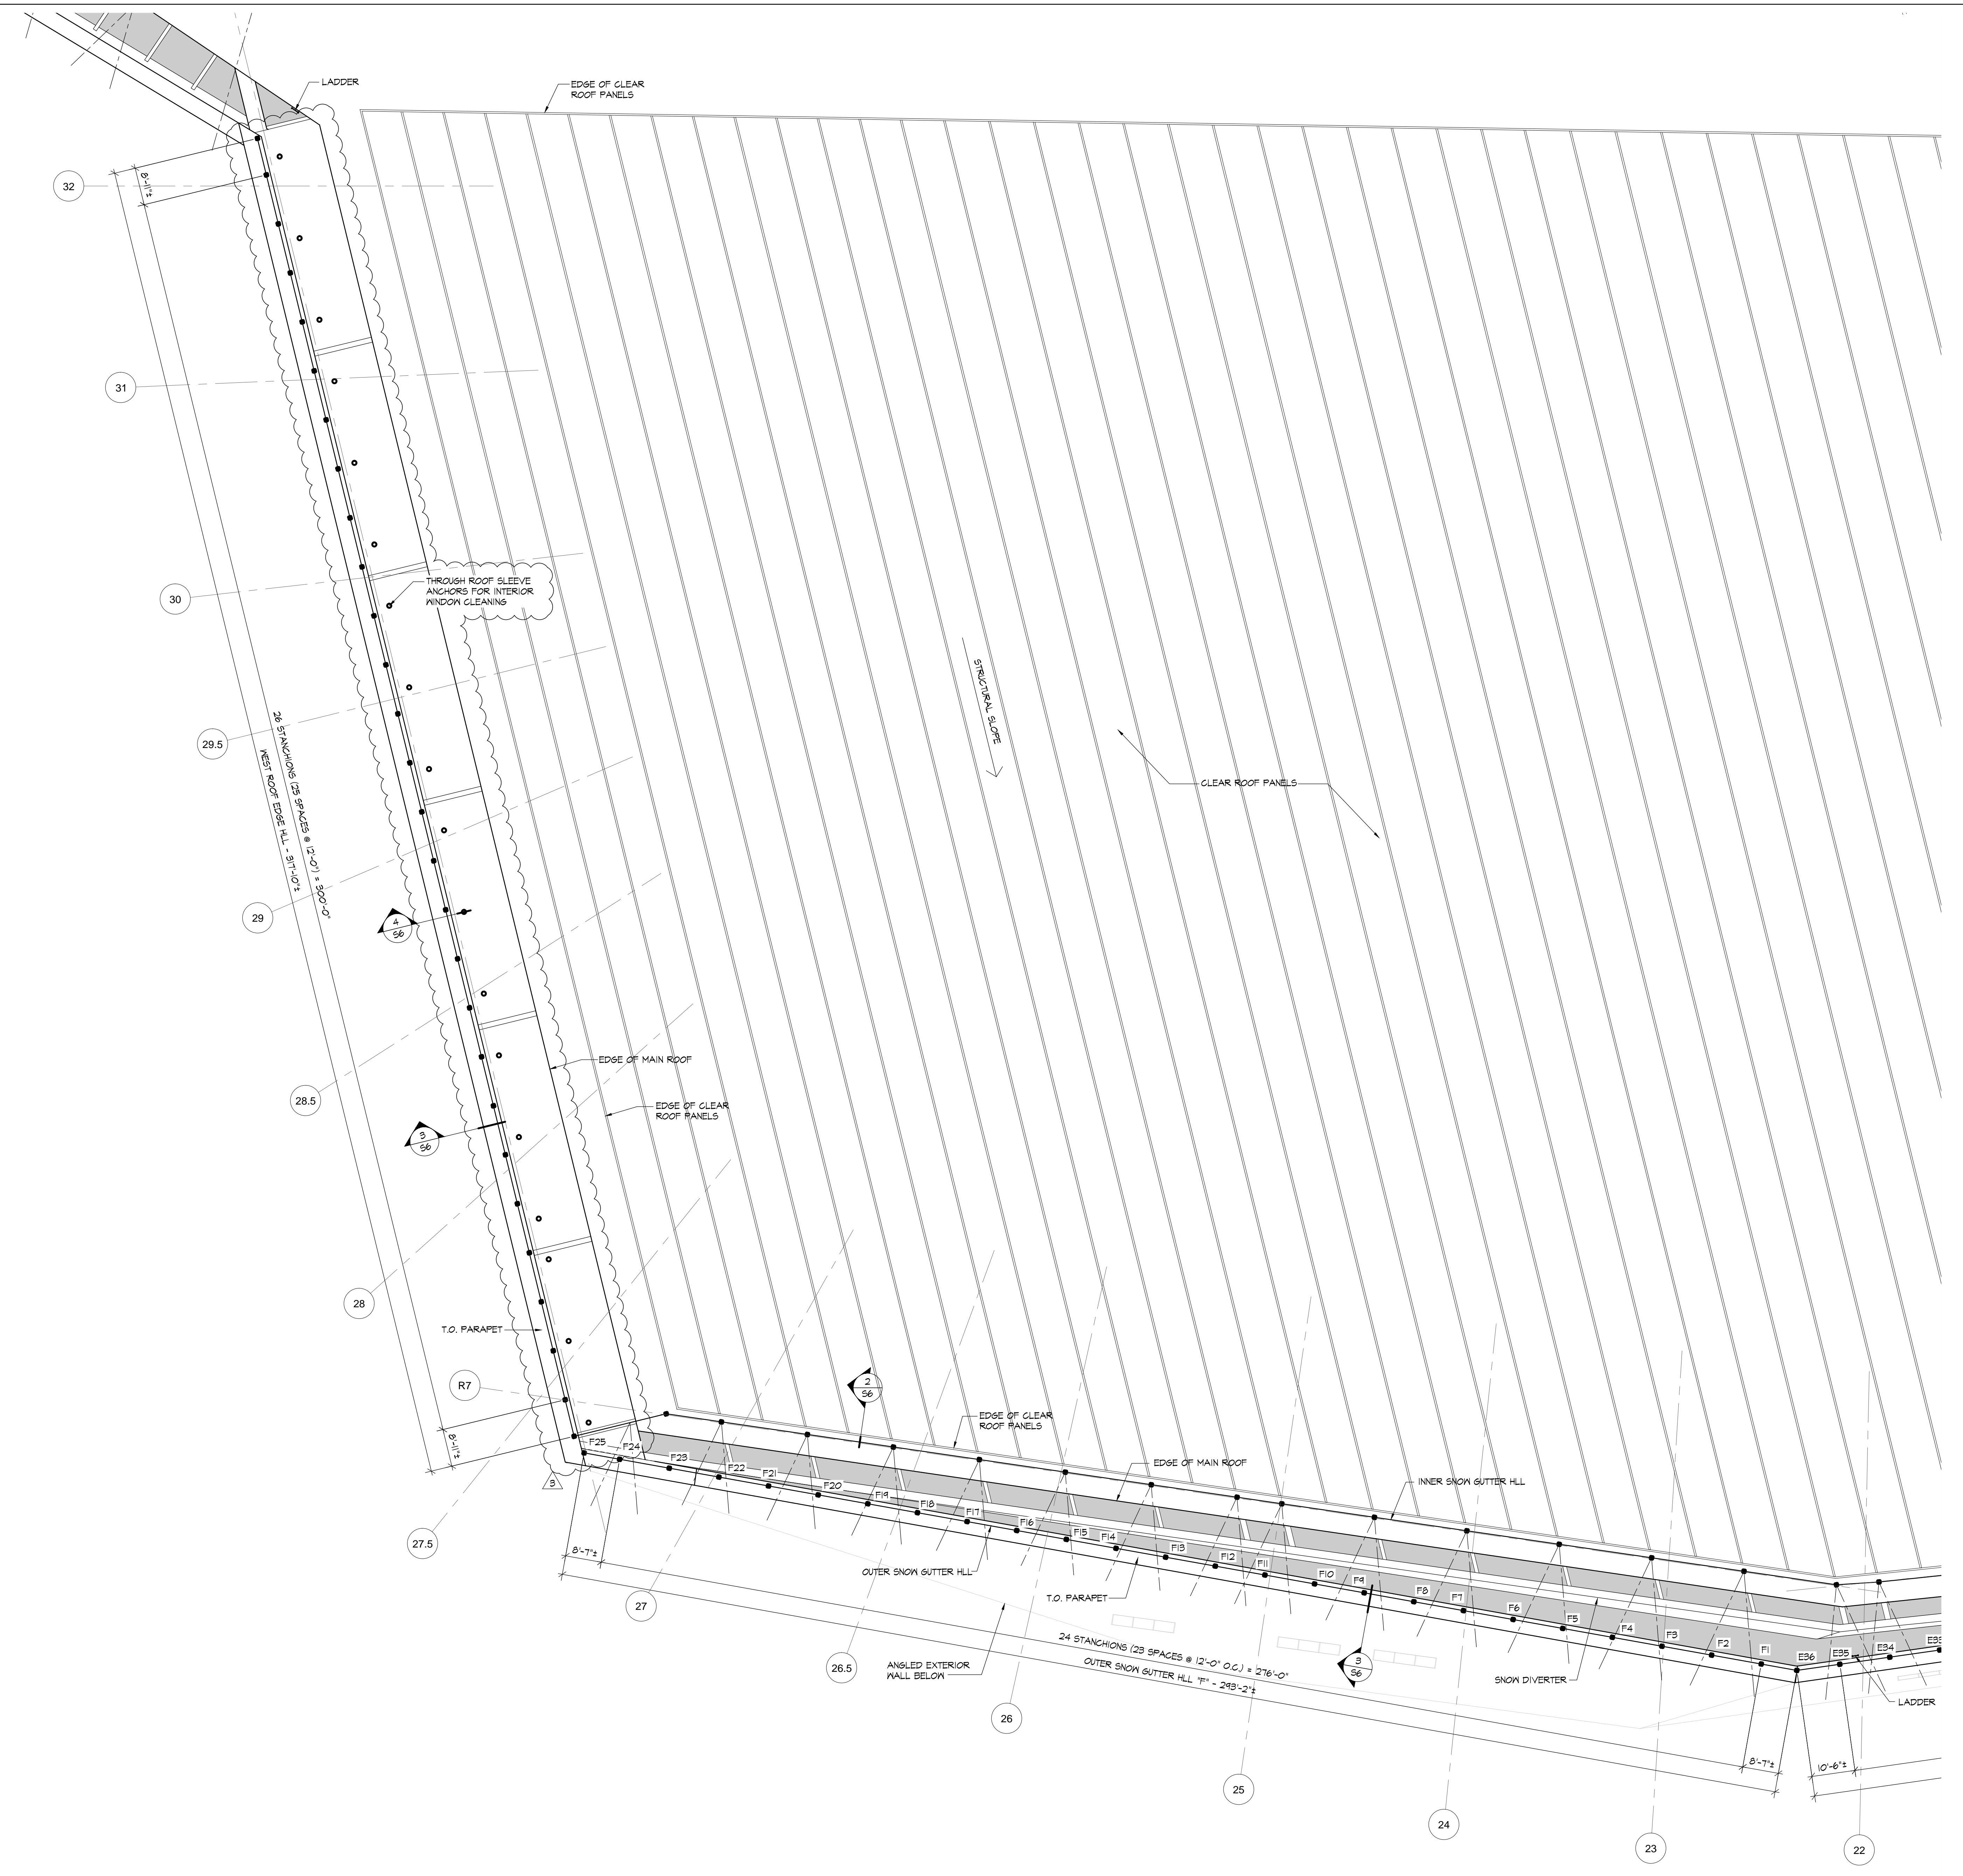 LADDER
EDGE OF CLEAR
ROOF PANELS
32
8'-11"±
31
30
THROUGH ROOF SLEEVE
ANCHORS FOR INTERIOR
WINDOW CLEANING
29.5
STRUCTURAL SLOPE
CLEAR ROOF PANELS
26 STANCHIONS (25 SPACES @ 12'-0") = 300'-0"
WEST ROOF EDGE HLL - 317'-10"±
29
4
S6
28.5
EDGE OF MAIN ROOF
EDGE OF CLEAR
ROOF PANELS
3
S6
28
T.O. PARAPET
R7
2
S6
EDGE OF CLEAR
ROOF PANELS
8'-11"±
F25
F24
F23
F22
F21
F20
F19
F18
F17
F16
F15
F14
F13
F12
F11
F10
F9
F8
F7
F6
F5
F4
F3
F2
F1
E36
E35
E34
EDGE OF MAIN ROOF
INNER SNOW GUTTER HLL
3
27.5
8'-7"±
OUTER SNOW GUTTER HLL
T.O. PARAPET
27
26.5
ANGLED EXTERIOR
WALL BELOW
24 STANCHIONS (23 SPACES @ 12'-0" O.C.) = 276'-0"
OUTER SNOW GUTTER HLL "F" - 293'-2"±
3
S6
SNOW DIVERTER
LADDER
26
8'-7"±
10'-6"±
25
24
23
22